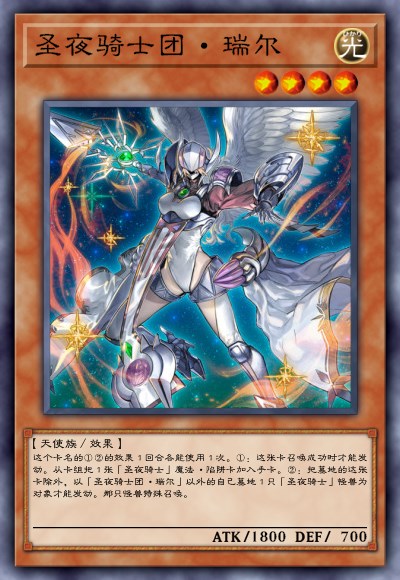 圣夜骑士团·瑞尔
光
【天使族/效果】
这个卡名的①②的效果1回合各能使用1次。①：这张卡召唤成功时才能发
动。从卡组把1张「圣夜骑士」魔法·陷阱卡加入手卡。②：把墓地的这张
卡除外，以「圣夜骑士团·瑞尔」以外的自己墓地1只「圣夜骑士」怪兽为
对象才能发动。那只怪兽特殊召唤。
ATK/1800 DEF/ 700